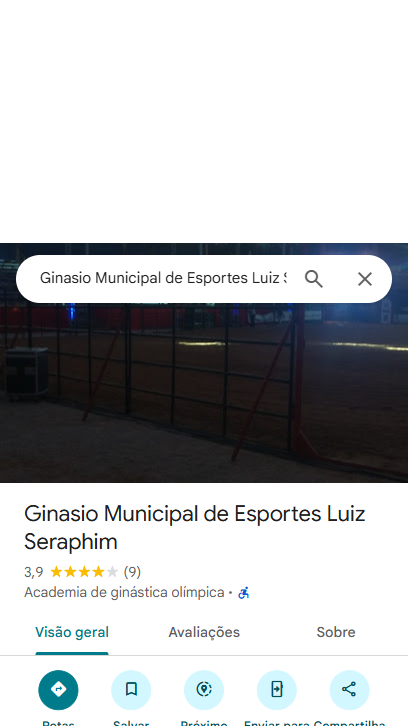 Ginasio Municipal de Esportes Luiz
Ginasio Municipal de Esportes Luiz
Seraphim
3,9 (9)
Academia de ginástica olímpica ·
Visão geral Avaliações Sobre
Rotas Salvar Próximo Enviar para Compartilha